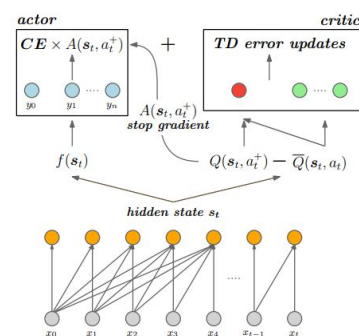 actor
critic
CE × A(s_t, a_t^+)
+
TD error updates
y_0 y_1 ···· y_n
A(s_t, a_t^+)
stop gradient
f(s_t)
Q(s_t, a_t^+) − \overline{Q}(s_t, a_t)
hidden state s_t
x_0 x_1 x_2 x_3 x_4 x_{t−1} x_t